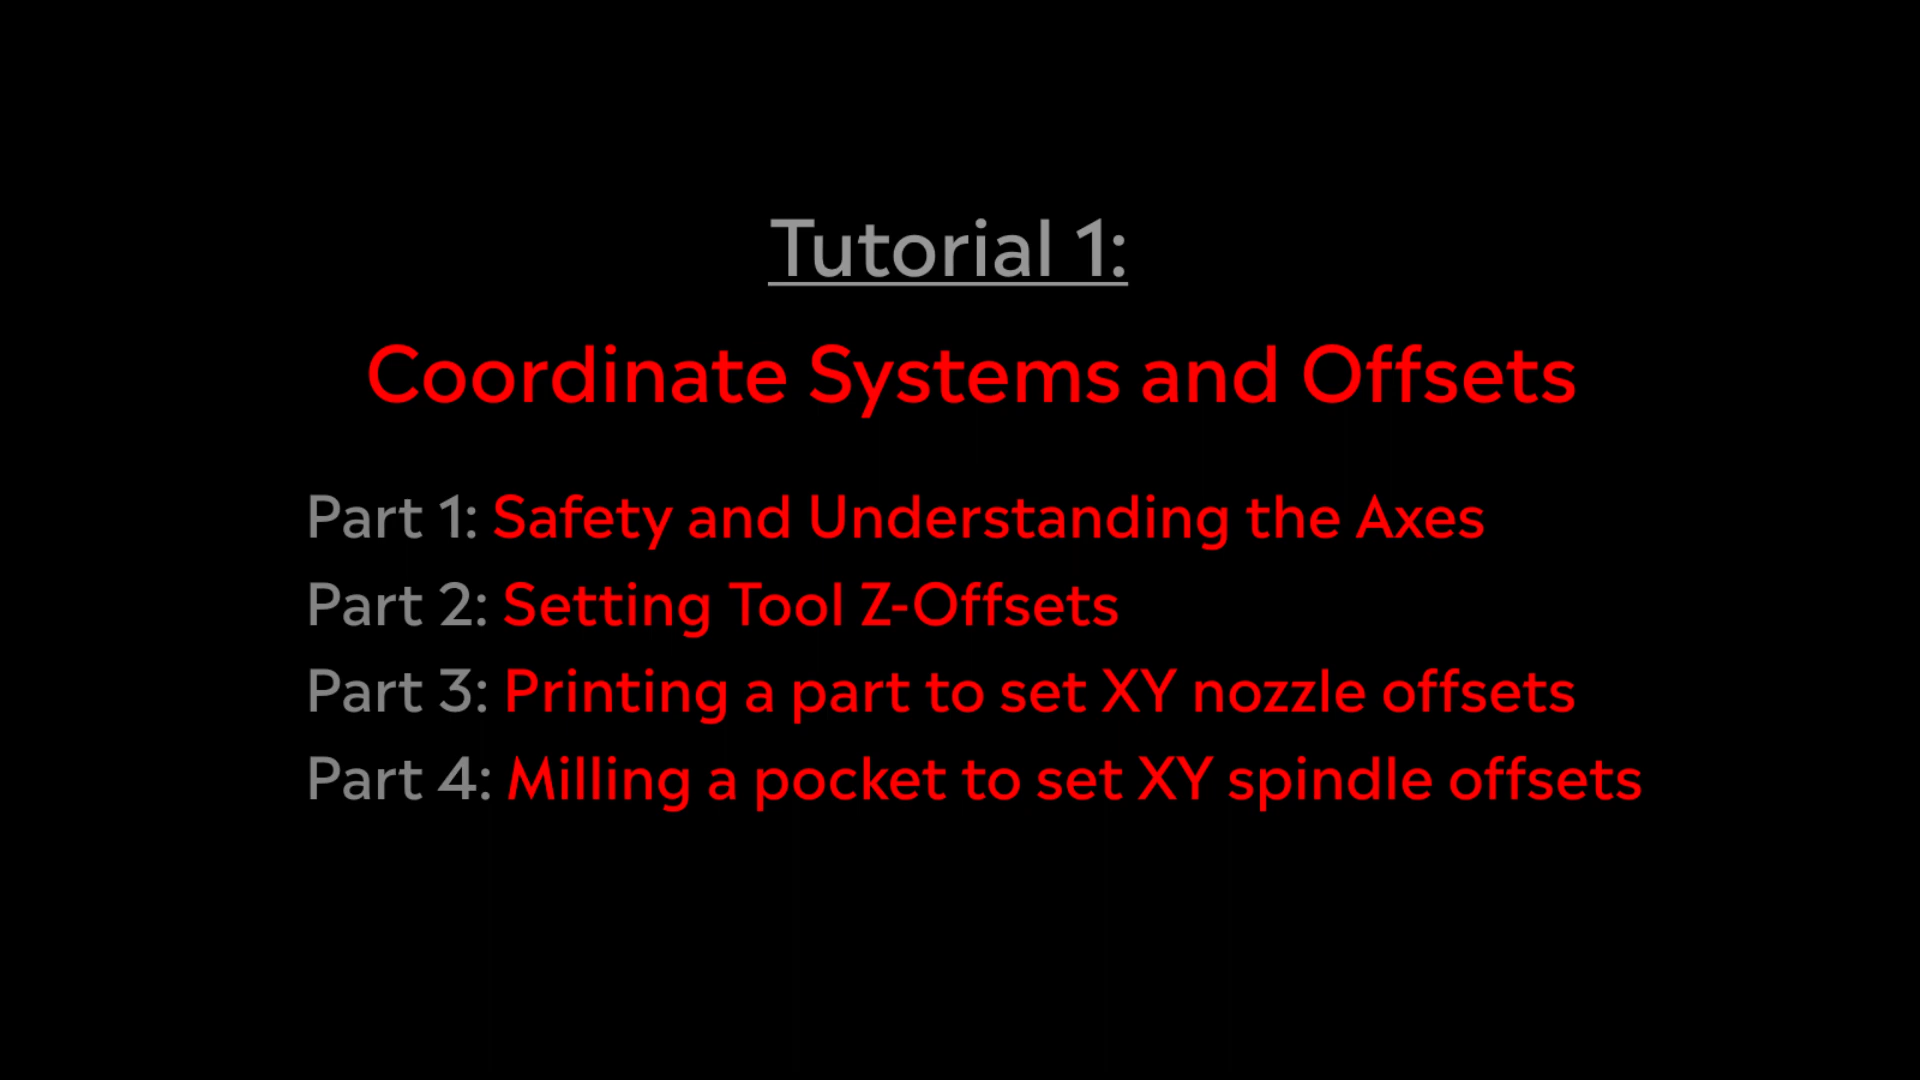 Tutorial 1:
Coordinate Systems and Offsets
Part 1: Safety and Understanding the Axes
Part 2: Setting Tool Z-Offsets
Part 3: Printing a part to set XY nozzle offsets
Part 4: Milling a pocket to set XY spindle offsets